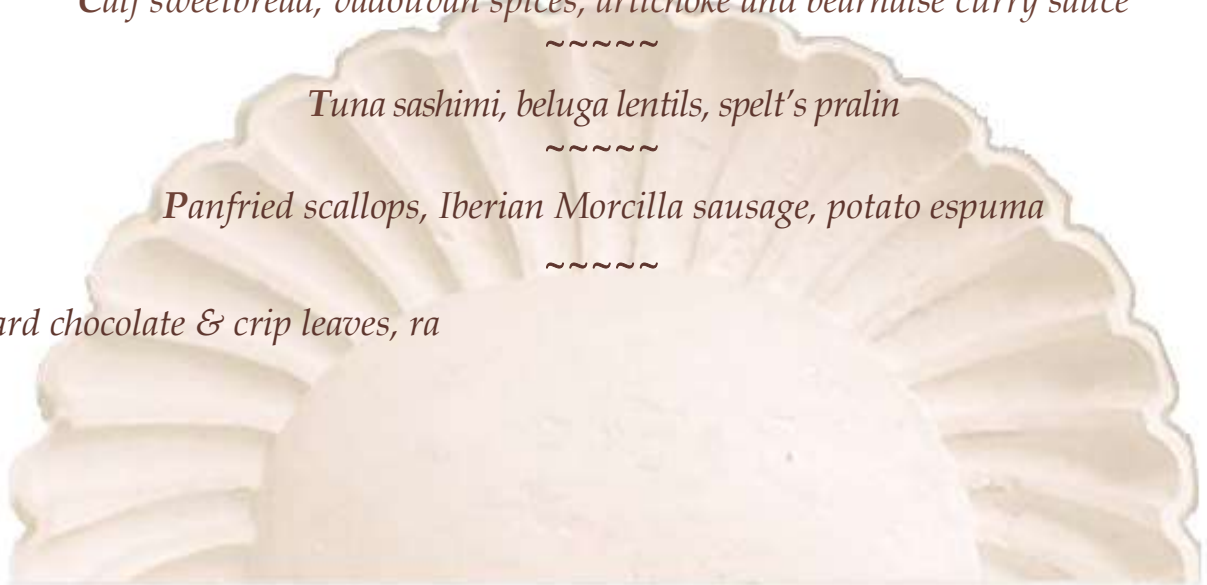 Calf sweetbread, vadouvan spices, artichoke and bearnaise curry sauce
~~~~~
Tuna sashimi, beluga lentils, spelt's pralin
~~~~~
Panfried scallops, Iberian Morcilla sausage, potato espuma
~~~~~
ard chocolate & crip leaves, ra